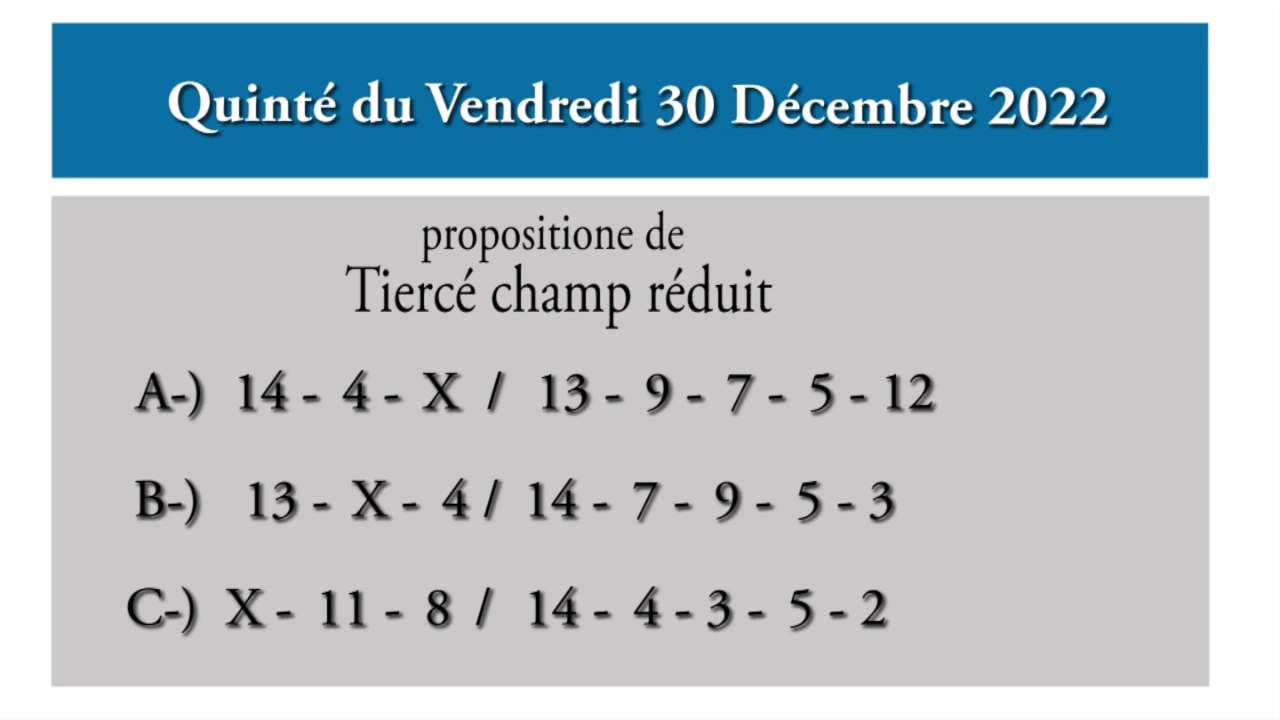 Quinté du Vendredi 30 Décembre 2022
propositione de
Tiercé champ réduit
A-) 14 - 4 - X / 13 - 9 - 7 - 5 - 12
B-) 13 - X - 4 / 14 - 7 - 9 - 5 - 3
C-) X - 11 - 8 / 14 - 4 - 3 - 5 - 2